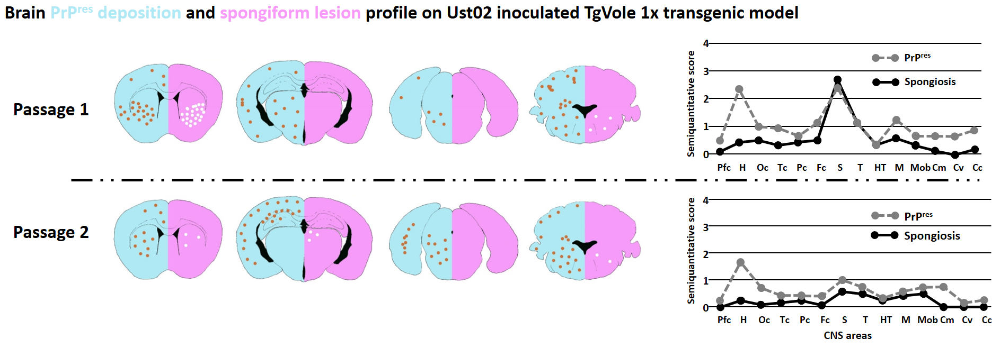 Brain PrPres deposition and spongiform lesion profile on Ust02 inoculated TgVole 1x transgenic model
Passage 1
Semiquantitative score
4
3
2
1
0
PrPres
Spongiosis
Pfc H Oc Tc Pc Fc S T HT M Mob Cm Cv Cc
Passage 2
Semiquantitative score
4
3
2
1
0
PrPres
Spongiosis
Pfc H Oc Tc Pc Fc S T HT M Mob Cm Cv Cc
CNS areas